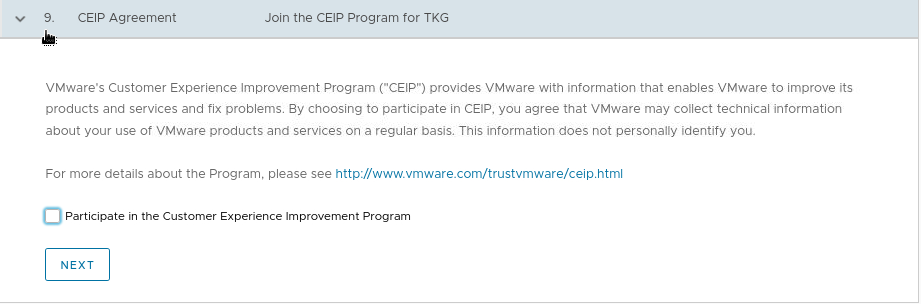 9. CEIP Agreement Join the CEIP Program for TKG
VMware's Customer Experience Improvement Program ("CEIP") provides VMware with information that enables VMware to improve its
products and services and fix problems. By choosing to participate in CEIP, you agree that VMware may collect technical information
about your use of VMware products and services on a regular basis. This information does not personally identify you.
For more details about the Program, please see http://www.vmware.com/trustvmware/ceip.html
Participate in the Customer Experience Improvement Program
NEXT